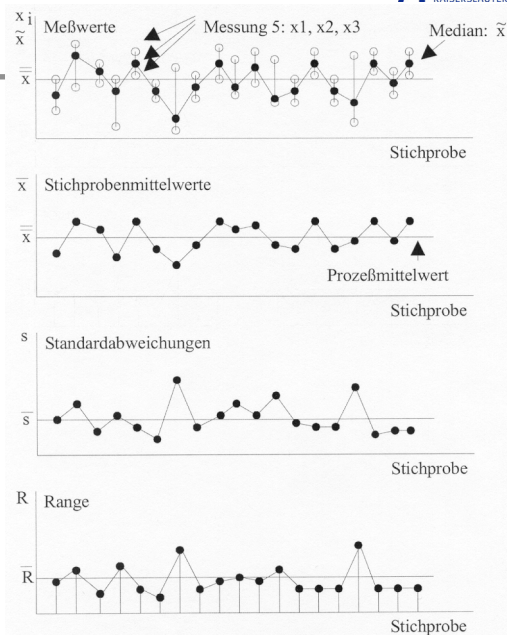 x i
x̃
x̿
Meßwerte
Messung 5: x1, x2, x3
Median: x̃
Stichprobe
x̄
x̿
Stichprobenmittelwerte
Prozeßmittelwert
Stichprobe
s
s̄
Standardabweichungen
Stichprobe
R
R̄
Range
Stichprobe